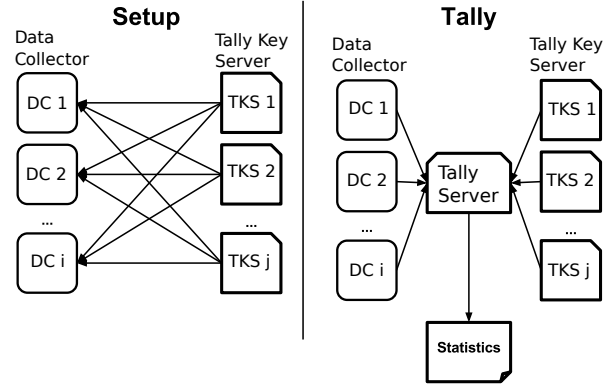 Setup
Data
Collector
Tally Key
Server
DC 1
TKS 1
DC 2
TKS 2
...
...
DC i
TKS j
Tally
Data
Collector
Tally Key
Server
DC 1
TKS 1
Tally
Server
DC 2
TKS 2
...
...
DC i
TKS j
Statistics